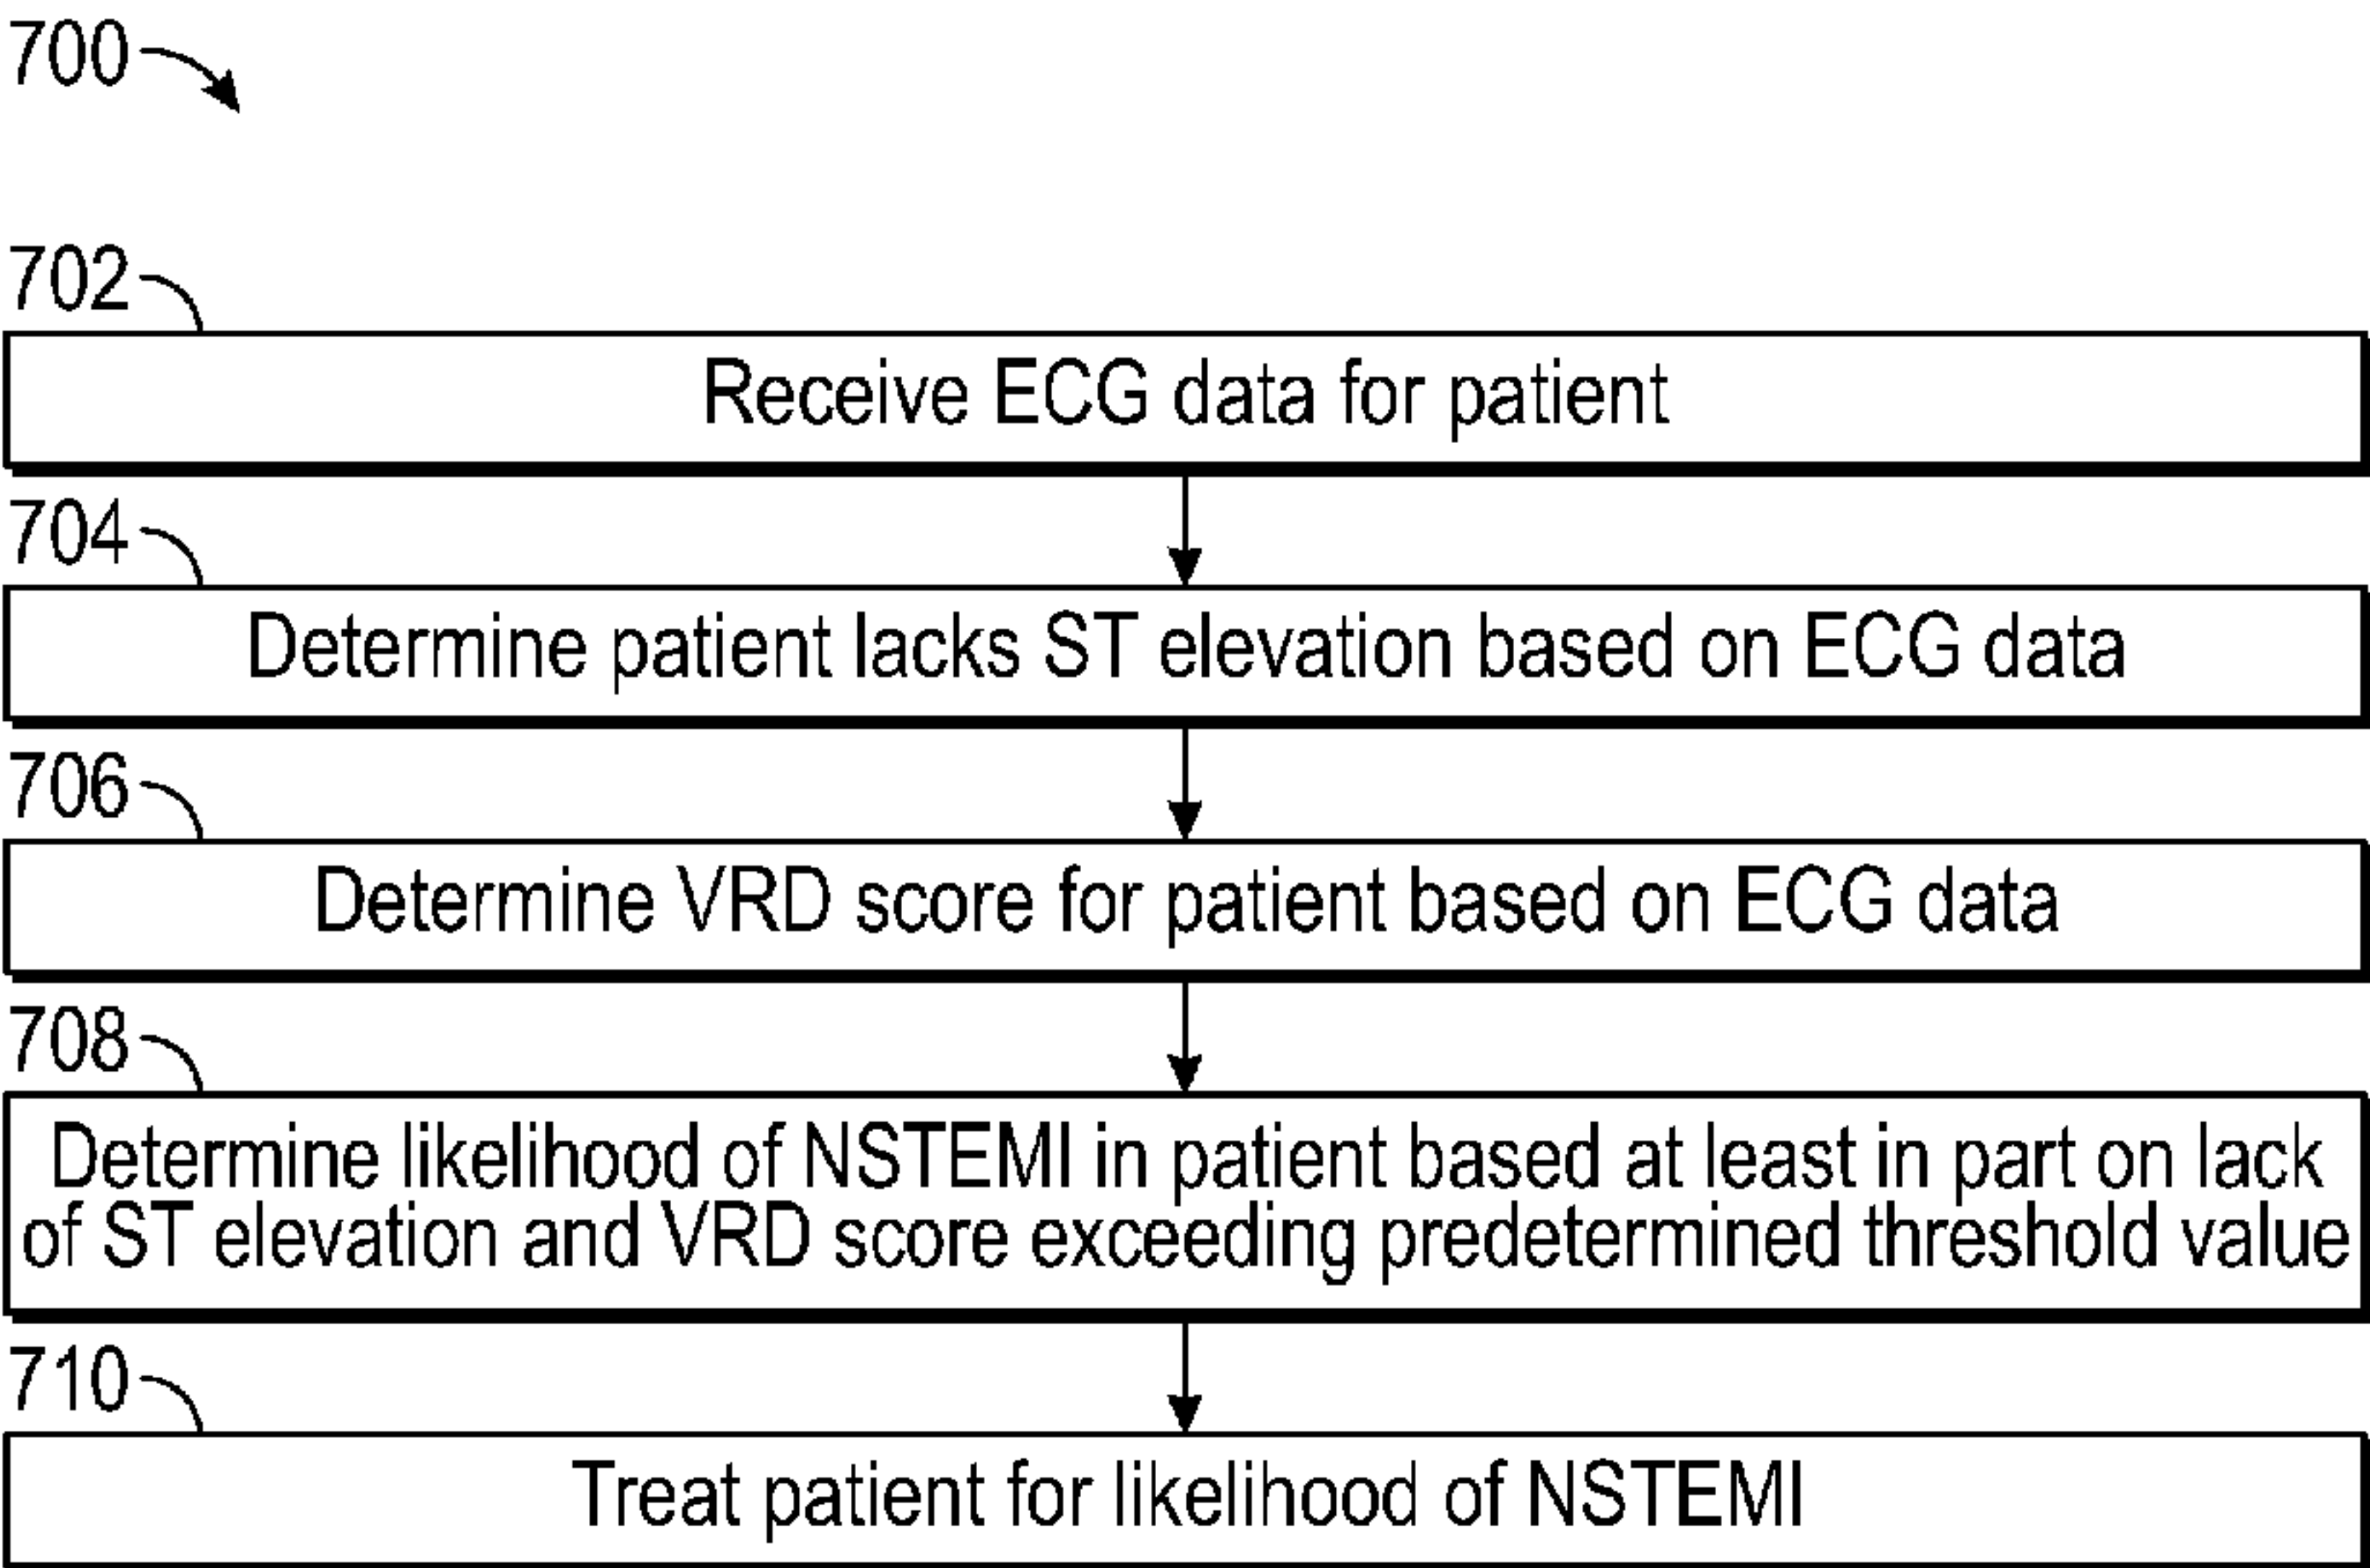 700
702
Receive ECG data for patient
704
Determine patient lacks ST elevation based on ECG data
706
Determine VRD score for patient based on ECG data
708
Determine likelihood of NSTEMI in patient based at least in part on lack
of ST elevation and VRD score exceeding predetermined threshold value
710
Treat patient for likelihood of NSTEMI